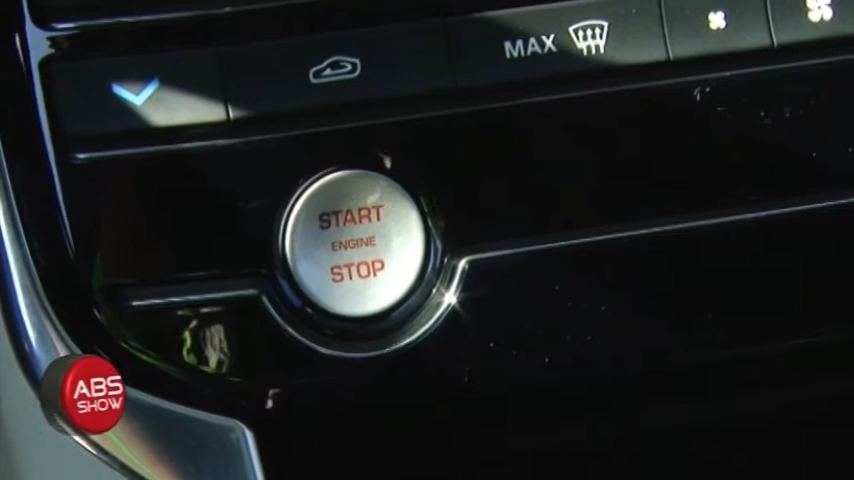 MAX
START
ENGINE
STOP
ABS
SHOW